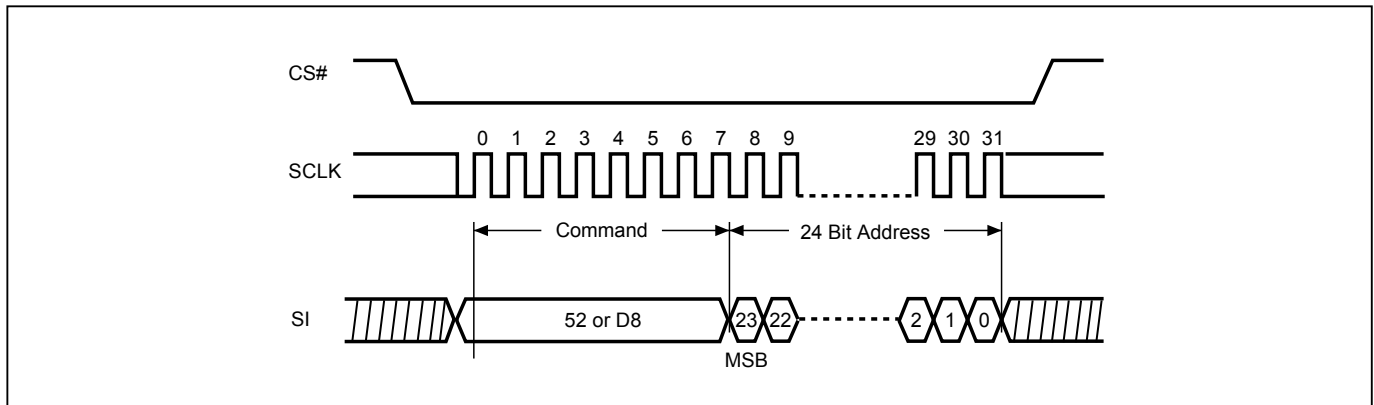 CS#
0 1 2 3 4 5 6 7 8 9 29 30 31
SCLK
Command 24 Bit Address
SI 52 or D8 23 22 2 1 0
MSB